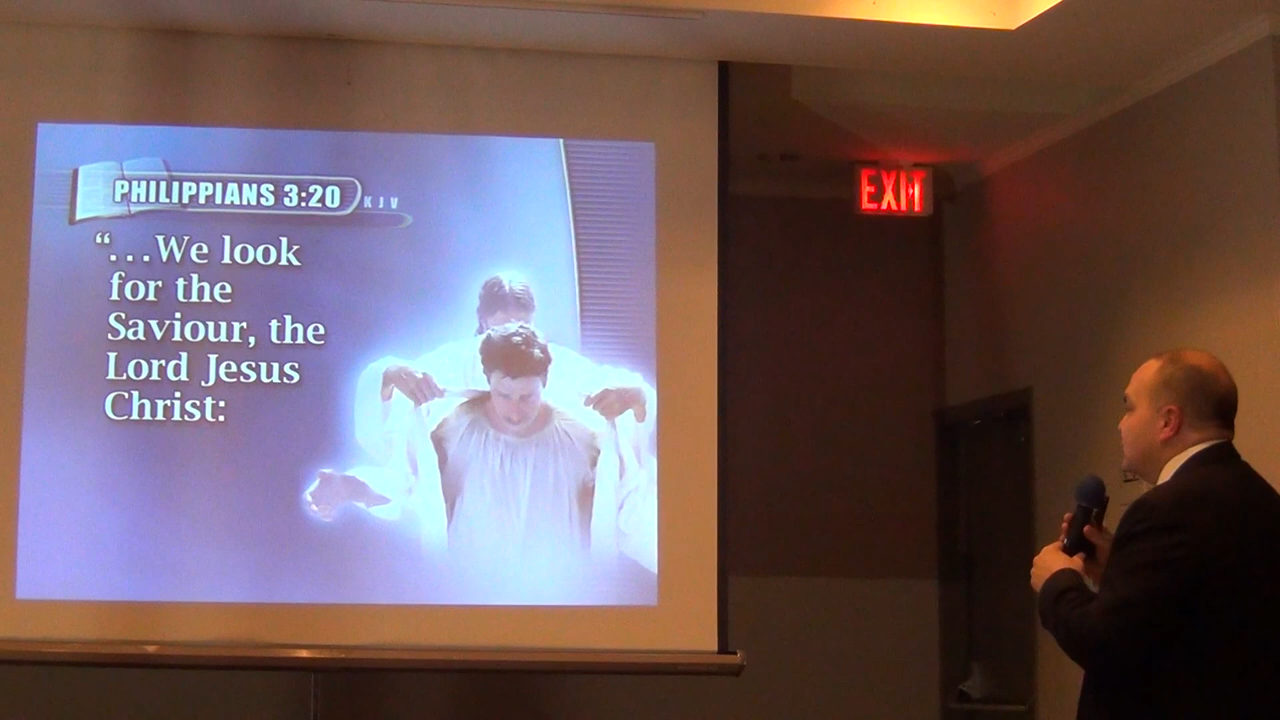 PHILIPPIANS 3:20 KJV
“...We look
for the
Saviour, the
Lord Jesus
Christ:
EXIT